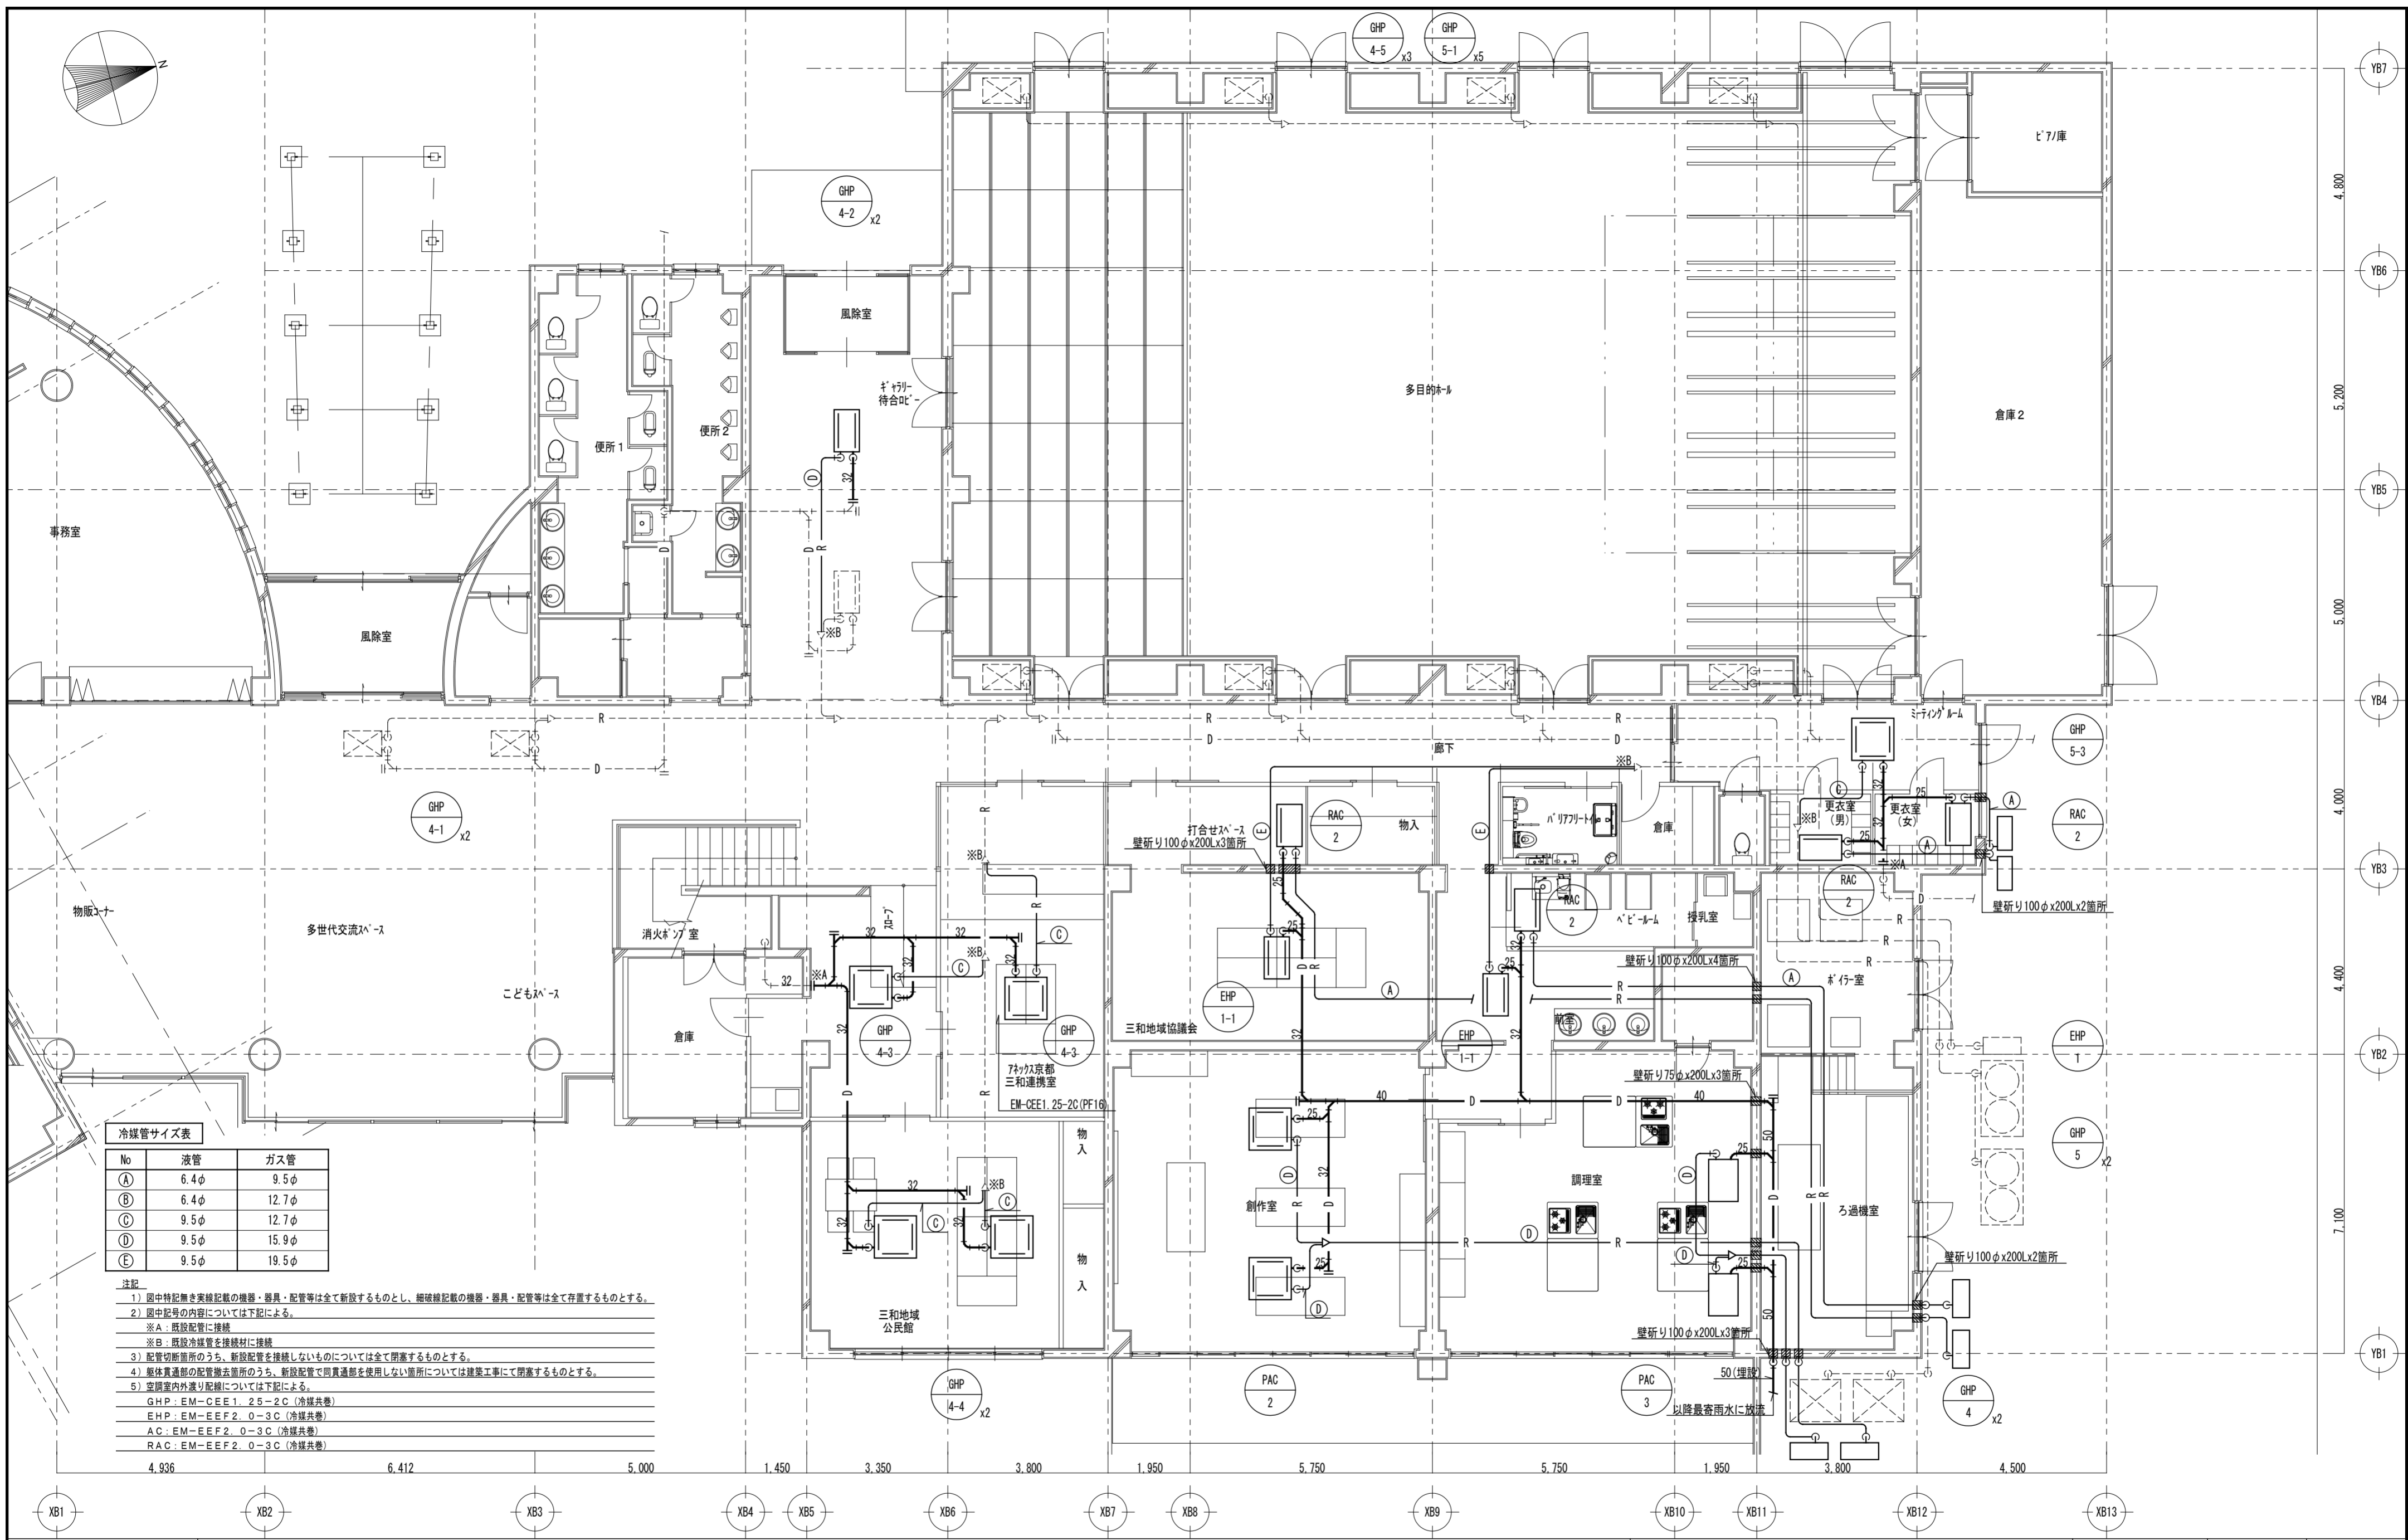 N
GHP
4-5
x3
GHP
5-1
x5
YB7
ピアノ庫
4,800
GHP
4-2
x2
YB6
風除室
ギャラリー
待合ロビー
多目的ホール
5,200
倉庫2
便所1
便所2
D
32
YB5
事務室
D
D
R
5,000
※B
風除室
YB4
R
R
R
ミーティングルーム
D
D
D
廊下
GHP
5-3
※B
GHP
4-1
x2
打合せスペース
壁斫り100φx200Lx3箇所
E
RAC
2
物入
E
バリアフリートイレ
倉庫
C
32
25
A
更衣室
(男)
更衣室
(女)
32
RAC
2
4,000
R
※B
※B
25
A
※A
YB3
物販コーナー
多世代交流スペース
消火ポンプ室
スロープ
R
25
RAC
2
ベビールーム
授乳室
RAC
2
D
壁斫り100φx200Lx2箇所
32
32
C
25
32
R
R
※B
C
32
32
※A
32
D
R
25
壁斫り100φx200Lx4箇所
R
A
ボイラー室
4,400
こどもスペース
A
R
R
32
EHP
1-1
倉庫
32
GHP
4-3
GHP
4-3
三和地域協議会
32
32
前室
EHP
1-1
EHP
1
YB2
アネックス京都
三和連携室
EM-CEE1.25-2C(PF16)
D
R
壁斫り75φx200Lx3箇所
40
D
D
40
25
冷媒管サイズ表
No 液管 ガス管
A 6.4φ 9.5φ
B 6.4φ 12.7φ
C 9.5φ 12.7φ
D 9.5φ 15.9φ
E 9.5φ 19.5φ
物
入
50
25
GHP
5
x2
32
※B
C
C
32
32
D
32
創作室
R
D
調理室
D
D
R
R
ろ過機室
7,100
物
入
R
D
R
D
25
25
壁斫り100φx200Lx2箇所
三和地域
公民館
D
50
壁斫り100φx200Lx3箇所
YB1
GHP
4-4
x2
PAC
2
PAC
3
50(埋設)
以降最寄雨水に放流
GHP
4
x2
注記
1）図中特記無き実線記載の機器・器具・配管等は全て新設するものとし、細破線記載の機器・器具・配管等は全て存置するものとする。
2）図中記号の内容については下記による。
※A：既設配管に接続
※B：既設冷媒管を接続材に接続
3）配管切断箇所のうち、新設配管を接続しないものについては全て閉塞するものとする。
4）躯体貫通部の配管撤去箇所のうち、新設配管で同貫通部を使用しない箇所については建築工事にて閉塞するものとする。
5）空調室内外渡り配線については下記による。
GHP：EM-CEE1．25-2C（冷媒共巻）
EHP：EM-EEF2．0-3C（冷媒共巻）
AC：EM-EEF2．0-3C（冷媒共巻）
RAC：EM-EEF2．0-3C（冷媒共巻）
4,936 6,412 5,000 1,450 3,350 3,800 1,950 5,750 5,750 1,950 3,800 4,500
XB1 XB2 XB3 XB4 XB5 XB6 XB7 XB8 XB9 XB10 XB11 XB12 XB13